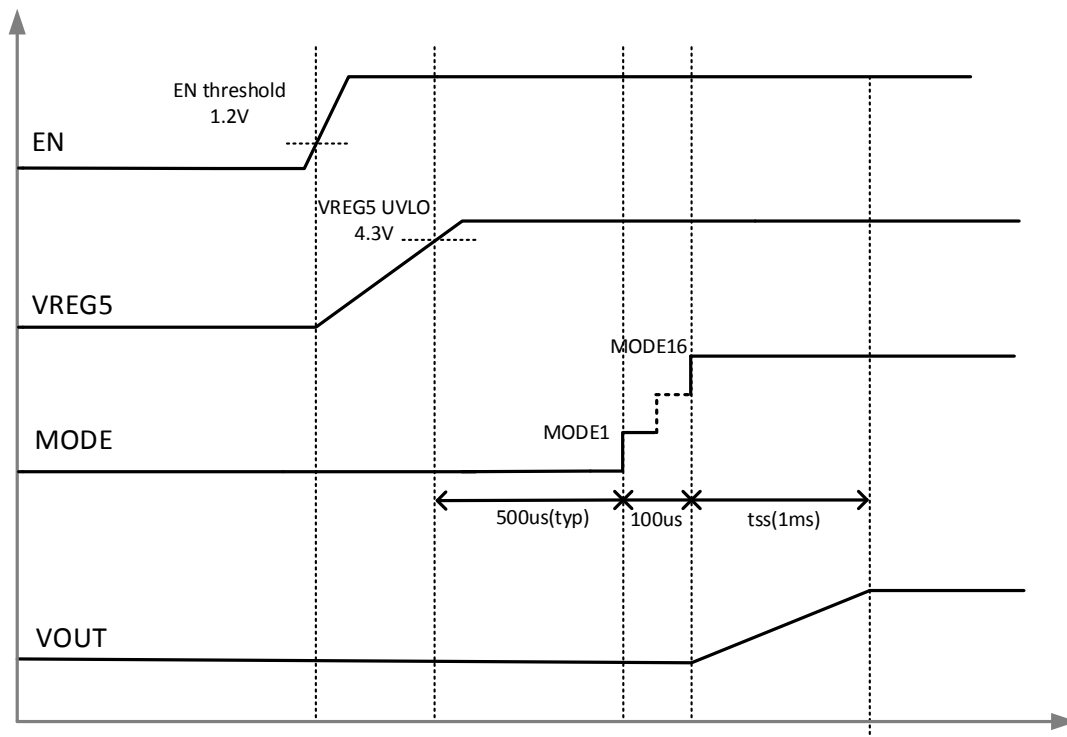 EN threshold
1.2V
EN
VREG5 UVLO
4.3V
VREG5
MODE16
MODE1
MODE
500us(typ)
100us
tss(1ms)
VOUT